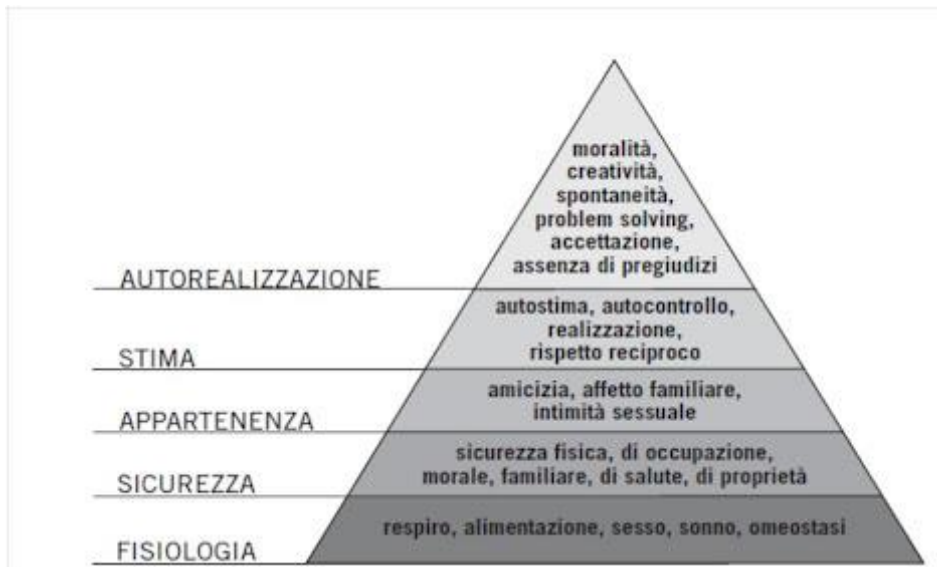 moralità,
creatività,
spontaneità,
problem solving,
accettazione,
assenza di pregiudizi
AUTOREALIZZAZIONE
autostima, autocontrollo,
realizzazione,
rispetto reciproco
STIMA
amicizia, affetto familiare,
intimità sessuale
APPARTENENZA
sicurezza fisica, di occupazione,
morale, familiare, di salute, di proprietà
SICUREZZA
respiro, alimentazione, sesso, sonno, omeostasi
FISIOLOGIA